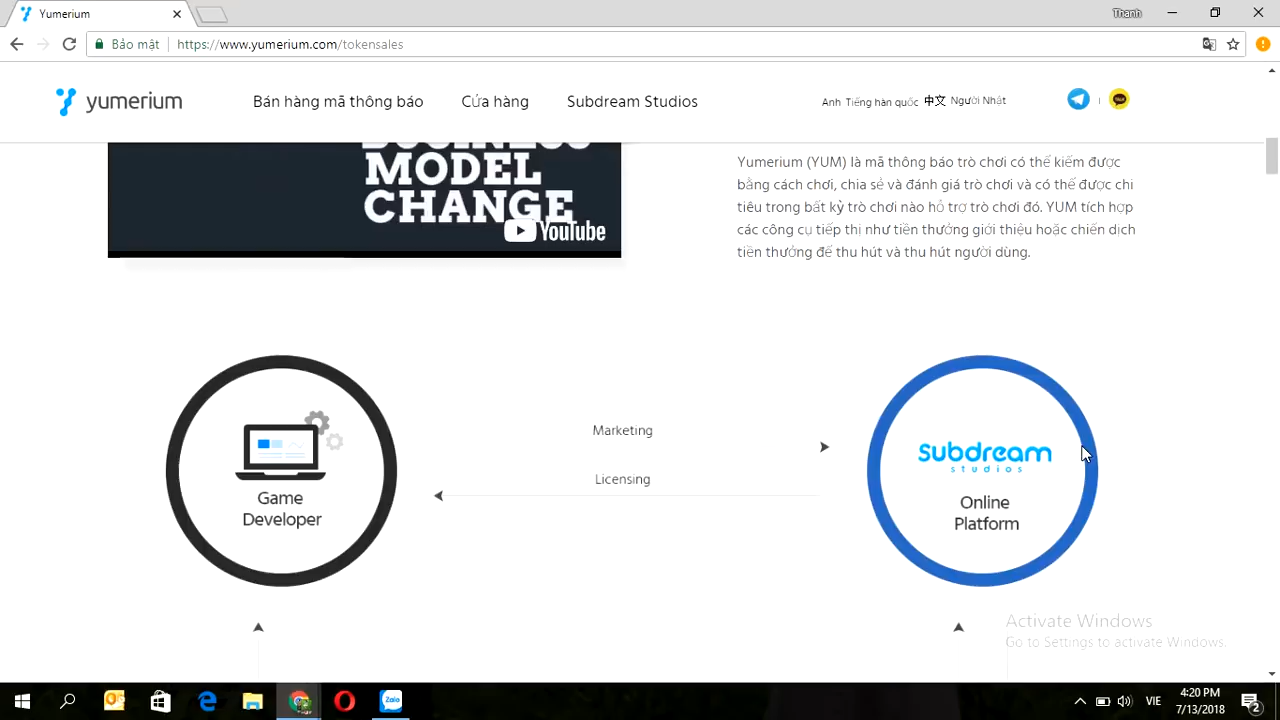 Yumerium
Thanh
Bảo mật
https://www.yumerium.com/tokensales
yumerium
Bán hàng mã thông báo
Cửa hàng
Subdream Studios
Anh Tiếng hàn quốc 中文 Người Nhật
BUSINESS
MODEL
CHANGE
YouTube
Yumerium (YUM) là mã thông báo trò chơi có thể kiếm được
bằng cách chơi, chia sẻ và đánh giá trò chơi và có thể được chi
tiêu trong bất kỳ trò chơi nào hỗ trợ trò chơi đó. YUM tích hợp
các công cụ tiếp thị như tiền thưởng giới thiệu hoặc chiến dịch
tiền thưởng để thu hút và thu hút người dùng.
Game
Developer
Marketing
Licensing
Subdream
studios
Online
Platform
Activate Windows
Go to Settings to activate Windows.
Zalo
VIE
4:20 PM
7/13/2018
2